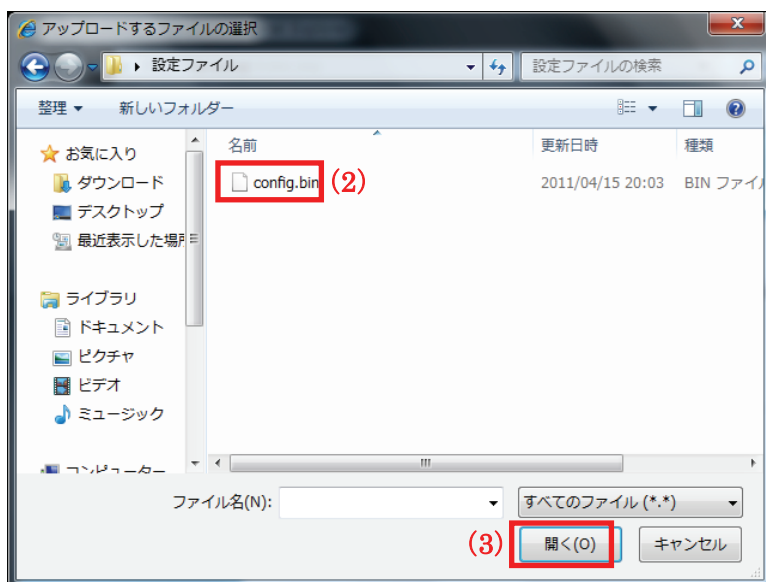 アップロードするファイルの選択
設定ファイル
設定ファイルの検索
整理 新しいフォルダー
名前 更新日時 種類
config.bin (2) 2011/04/15 20:03 BIN ファイ
お気に入り
ダウンロード
デスクトップ
最近表示した場所
ライブラリ
ドキュメント
ピクチャ
ビデオ
ミュージック
コンピューター
ファイル名(N):
すべてのファイル (*.*)
(3) 開く(O) キャンセル